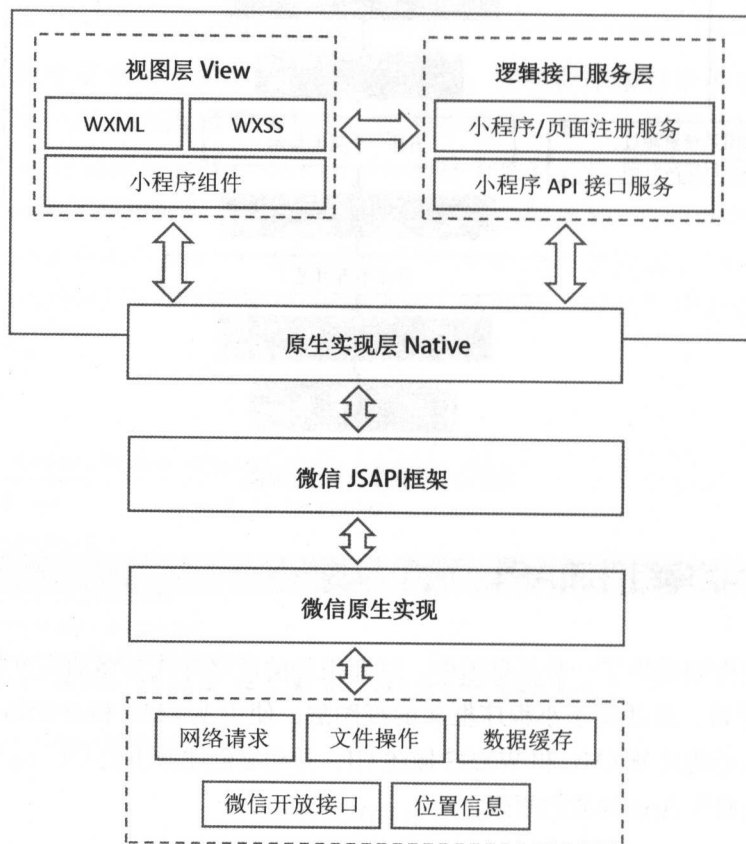 视图层 View
WXML
WXSS
小程序组件
逻辑接口服务层
小程序/页面注册服务
小程序 API 接口服务
原生实现层 Native
微信 JSAPI框架
微信原生实现
网络请求
文件操作
数据缓存
微信开放接口
位置信息